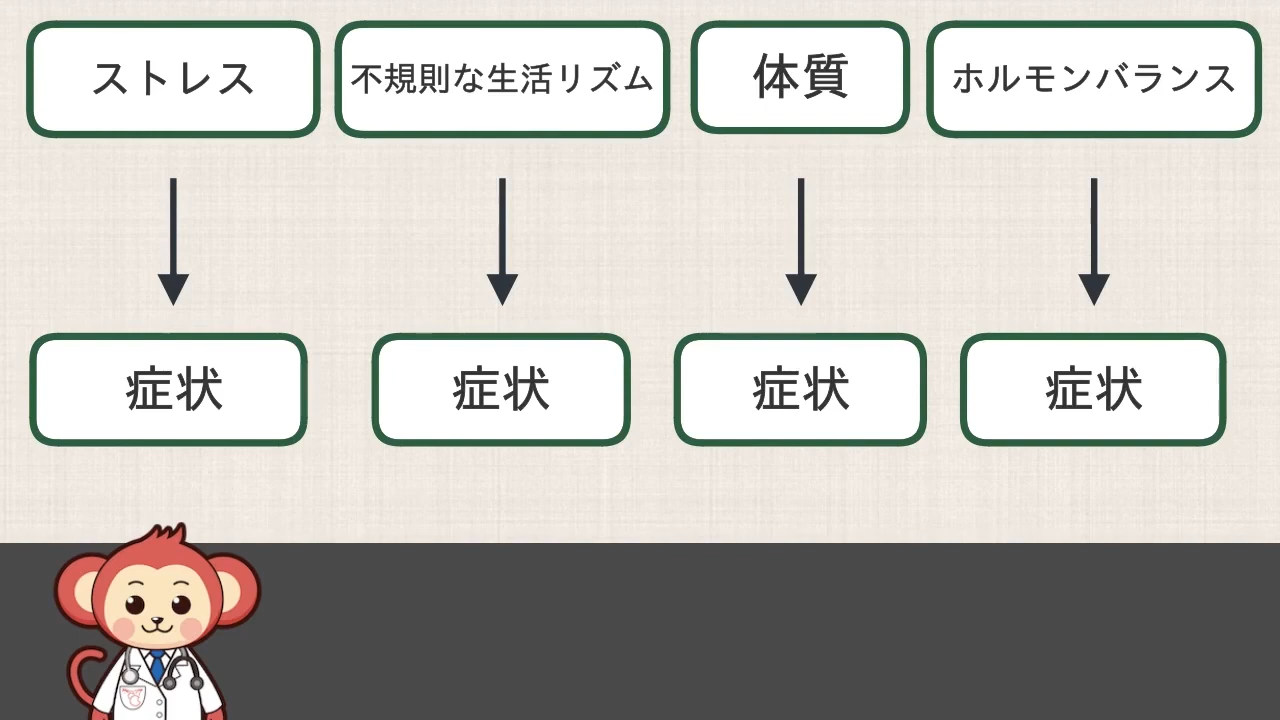 ストレス
不規則な生活リズム
体質
ホルモンバランス
症状
症状
症状
症状